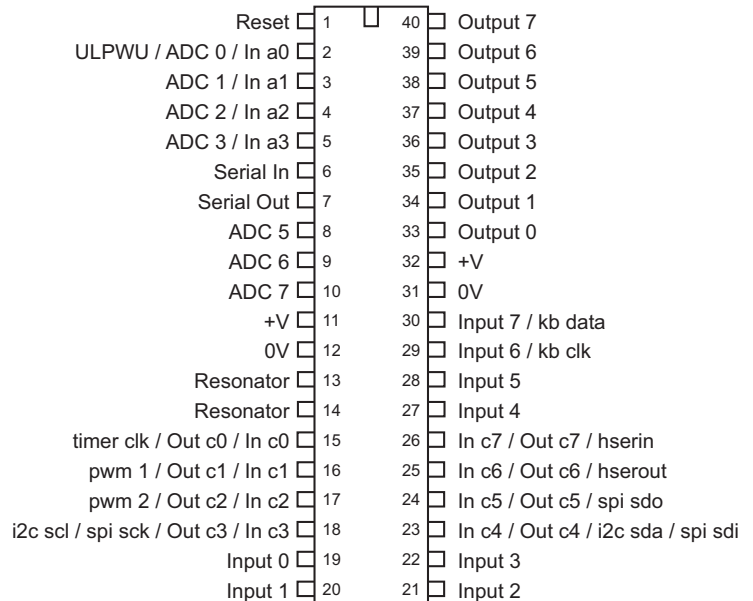 Reset 1 40 Output 7
ULPWU / ADC 0 / In a0 2 39 Output 6
ADC 1 / In a1 3 38 Output 5
ADC 2 / In a2 4 37 Output 4
ADC 3 / In a3 5 36 Output 3
Serial In 6 35 Output 2
Serial Out 7 34 Output 1
ADC 5 8 33 Output 0
ADC 6 9 32 +V
ADC 7 10 31 0V
+V 11 30 Input 7 / kb data
0V 12 29 Input 6 / kb clk
Resonator 13 28 Input 5
Resonator 14 27 Input 4
timer clk / Out c0 / In c0 15 26 In c7 / Out c7 / hserin
pwm 1 / Out c1 / In c1 16 25 In c6 / Out c6 / hserout
pwm 2 / Out c2 / In c2 17 24 In c5 / Out c5 / spi sdo
i2c scl / spi sck / Out c3 / In c3 18 23 In c4 / Out c4 / i2c sda / spi sdi
Input 0 19 22 Input 3
Input 1 20 21 Input 2